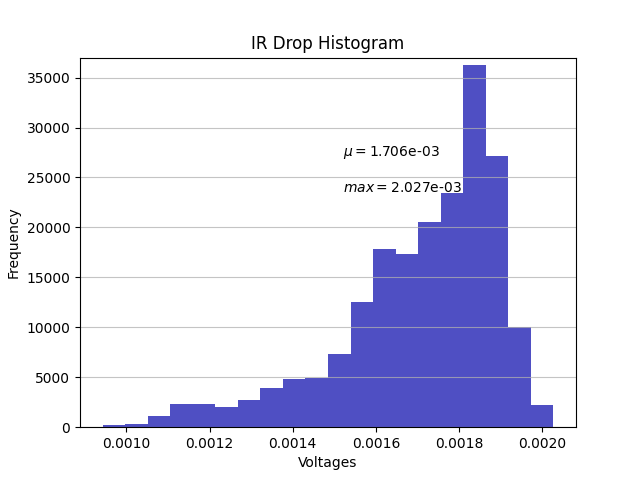 IR Drop Histogram
35000
30000
μ = 1.706e-03
25000
max = 2.027e-03
20000
15000
10000
5000
0
0.0010 0.0012 0.0014 0.0016 0.0018 0.0020
Voltages
Frequency